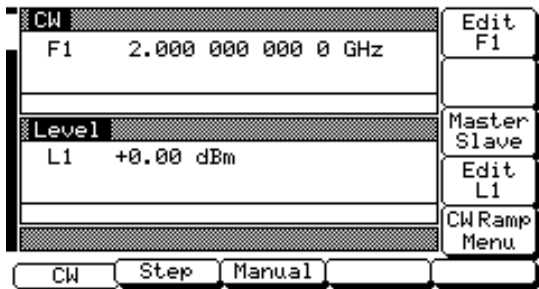 CW
F1 2.000 000 000 0 GHz
Level
L1 +0.00 dBm
Edit
F1
Master
Slave
Edit
L1
CW Ramp
Menu
CW Step Manual